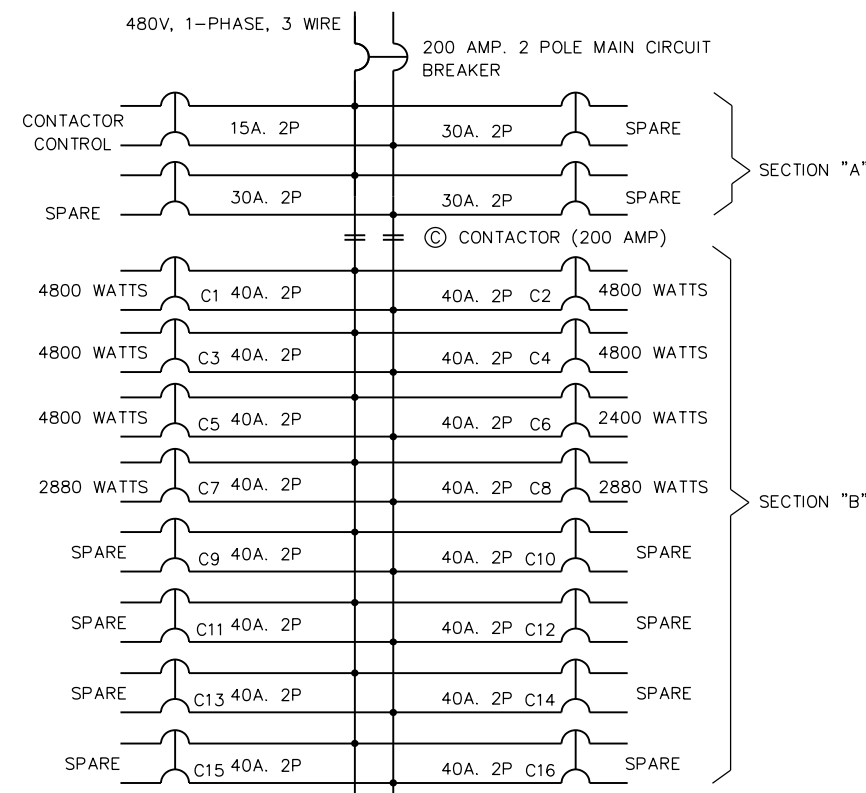 480V, 1-PHASE, 3 WIRE
200 AMP. 2 POLE MAIN CIRCUIT
BREAKER
CONTACTOR
CONTROL
15A. 2P
30A. 2P
SPARE
SECTION "A"
SPARE
30A. 2P
30A. 2P
SPARE
C CONTACTOR (200 AMP)
4800 WATTS C1 40A. 2P
40A. 2P C2 4800 WATTS
4800 WATTS C3 40A. 2P
40A. 2P C4 4800 WATTS
4800 WATTS C5 40A. 2P
40A. 2P C6 2400 WATTS
2880 WATTS C7 40A. 2P
40A. 2P C8 2880 WATTS
SECTION "B"
SPARE C9 40A. 2P
40A. 2P C10 SPARE
SPARE C11 40A. 2P
40A. 2P C12 SPARE
SPARE C13 40A. 2P
40A. 2P C14 SPARE
SPARE C15 40A. 2P
40A. 2P C16 SPARE